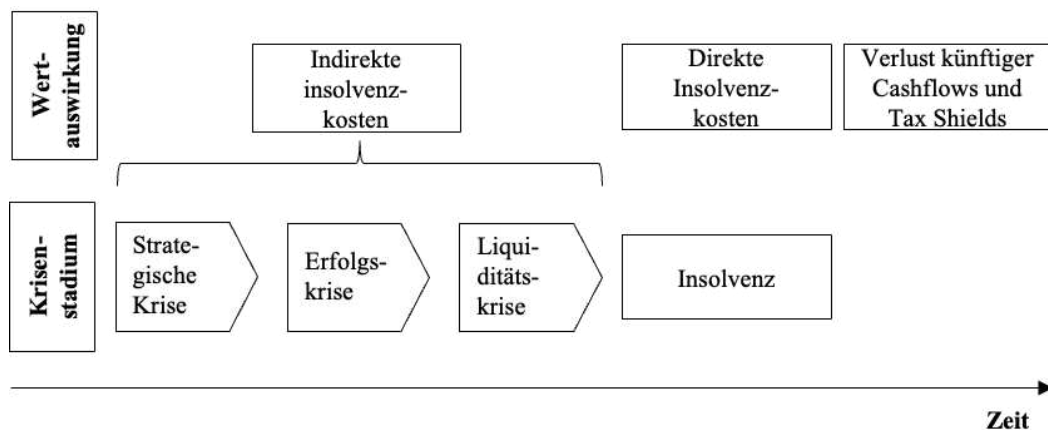 Wert-
auswirkung
Indirekte
insolvenz-
kosten
Direkte
Insolvenz-
kosten
Verlust künftiger
Cashflows und
Tax Shields
Krisen-
stadium
Strate-
gische
Krise
Erfolgs-
krise
Liqui-
ditäts-
krise
Insolvenz
Zeit